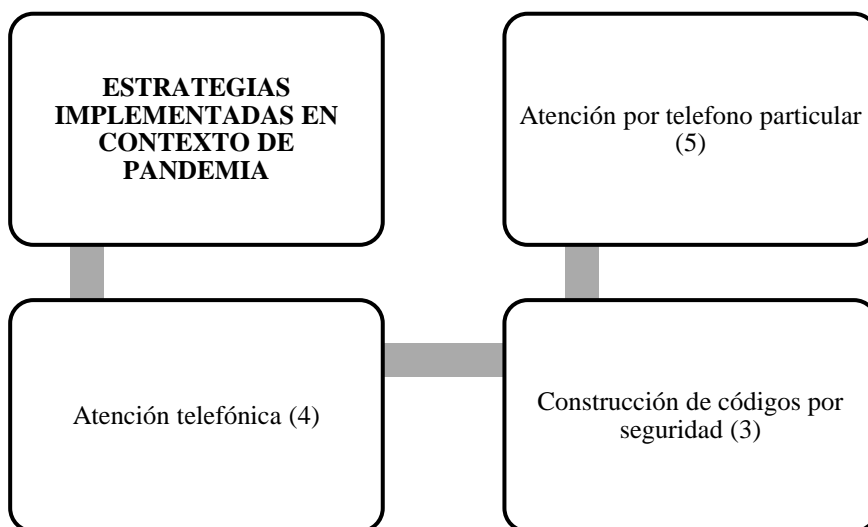 ESTRATEGIAS
IMPLEMENTADAS EN
CONTEXTO DE
PANDEMIA
Atención telefónica (4)
Construcción de códigos por
seguridad (3)
Atención por telefono particular
(5)